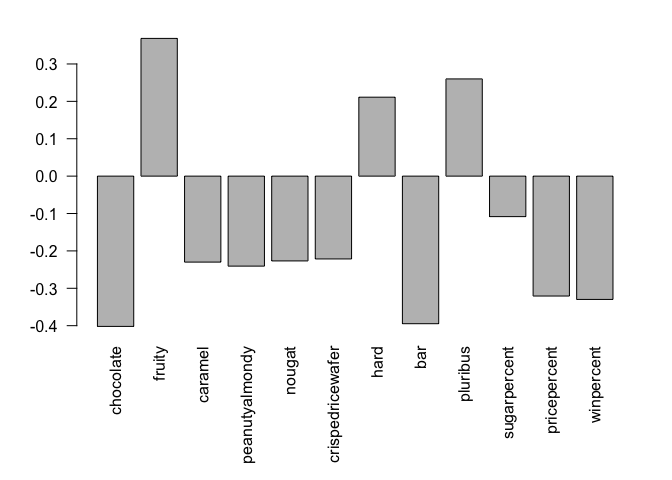 0.3
0.2
0.1
0.0
-0.1
-0.2
-0.3
-0.4
chocolate
fruity
caramel
peanutyalmondy
nougat
crispedricewafer
hard
bar
pluribus
sugarpercent
pricepercent
winpercent